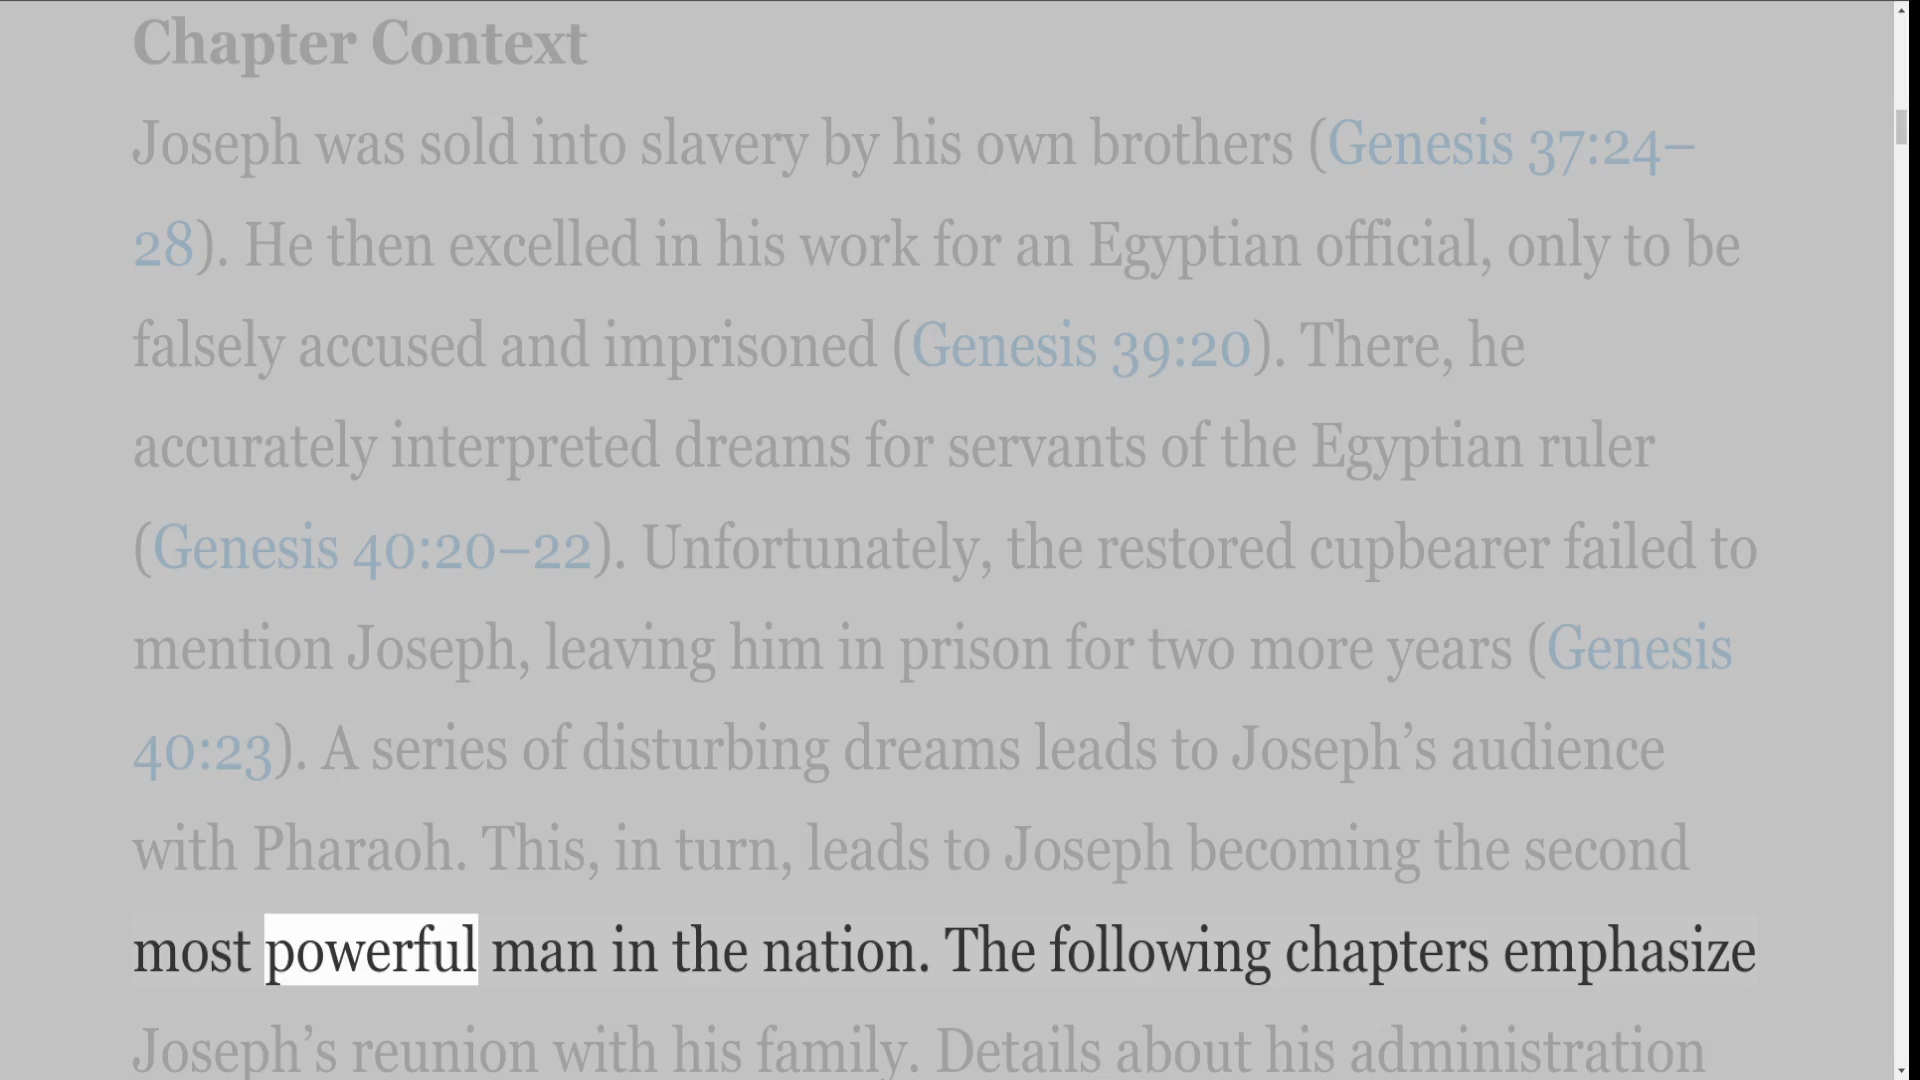 Chapter Context
Joseph was sold into slavery by his own brothers (Genesis 37:24–
28). He then excelled in his work for an Egyptian official, only to be
falsely accused and imprisoned (Genesis 39:20). There, he
accurately interpreted dreams for servants of the Egyptian ruler
(Genesis 40:20–22). Unfortunately, the restored cupbearer failed to
mention Joseph, leaving him in prison for two more years (Genesis
40:23). A series of disturbing dreams leads to Joseph’s audience
with Pharaoh. This, in turn, leads to Joseph becoming the second
most powerful man in the nation. The following chapters emphasize
Joseph’s reunion with his family. Details about his administration